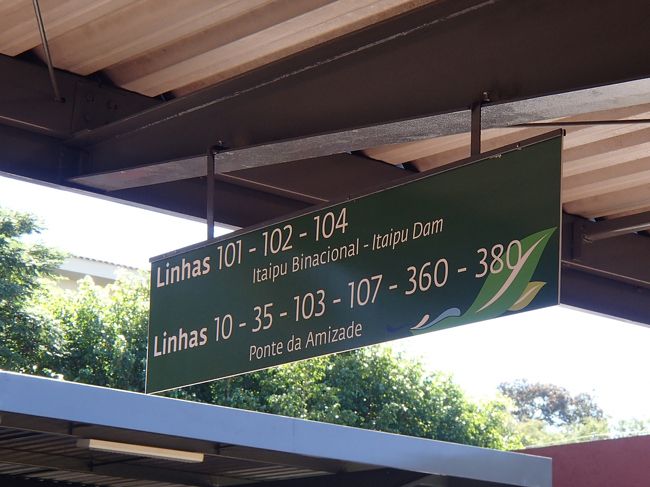 Linhas 101 - 102 - 104
Itaipu Binacional - Itaipu Dam
Linhas 10 - 35 - 103 - 107 - 360 - 380
Ponte da Amizade